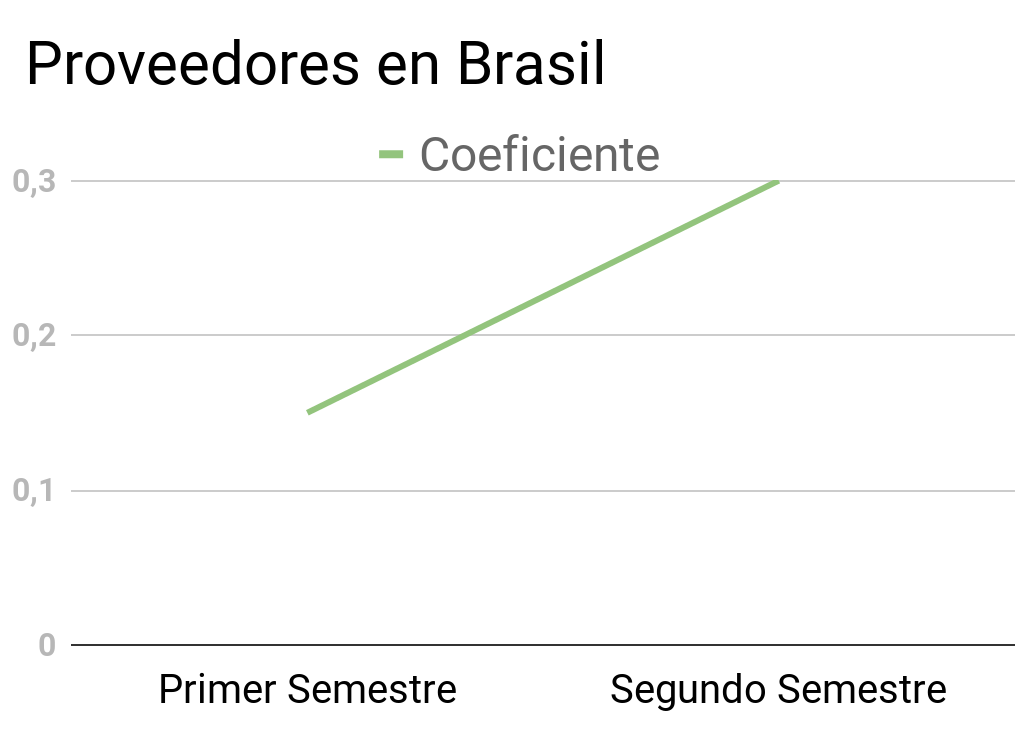 Proveedores en Brasil
Coeficiente
0,3
0,2
0,1
0
Primer Semestre
Segundo Semestre